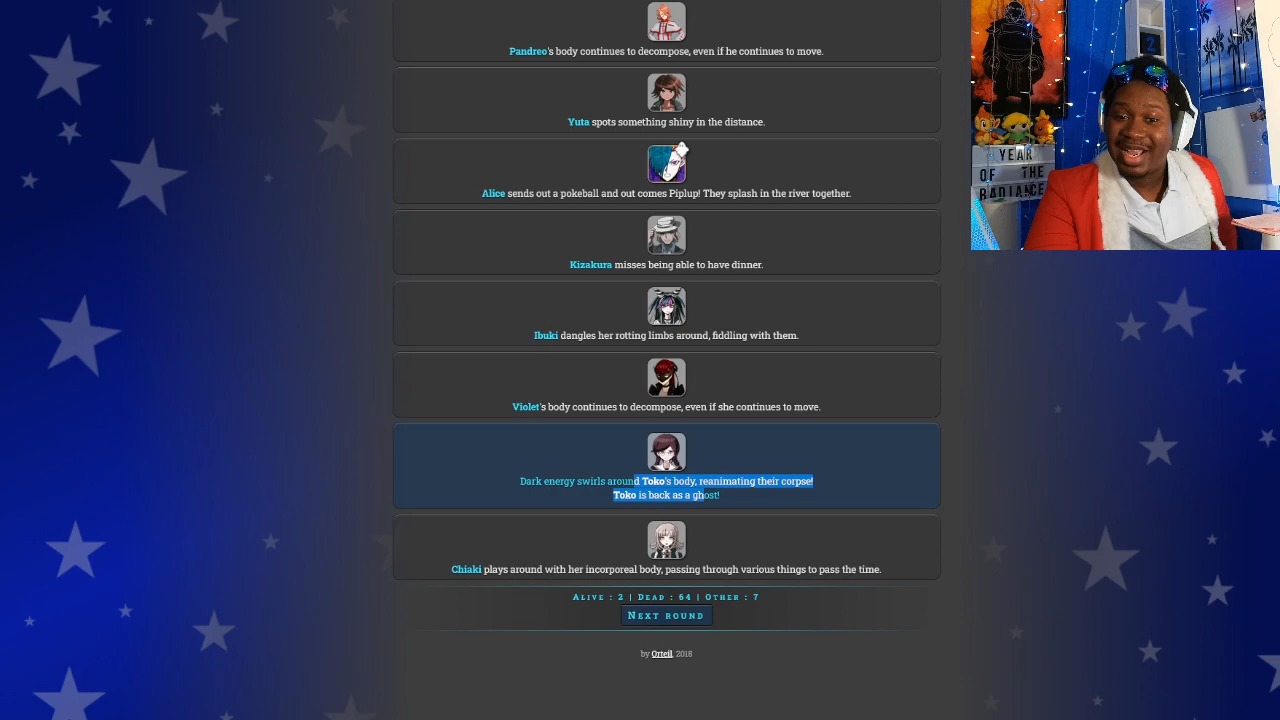 Pandreo's body continues to decompose, even if he continues to move.
Yuta spots something shiny in the distance.
Alice sends out a pokeball and out comes Piplup! They splash in the river together.
Kizakura misses being able to have dinner.
Ibuki dangles her rotting limbs around, fiddling with them.
Violet's body continues to decompose, even if she continues to move.
Dark energy swirls around Toko's body, reanimating their corpse!
Toko is back as a ghost!
Chiaki plays around with her incorporeal body, passing through various things to pass the time.
Alive : 2 | Dead : 64 | Other : 7
Next round
by Orteil, 2018
2
YEAR
OF THE
RADIANCE